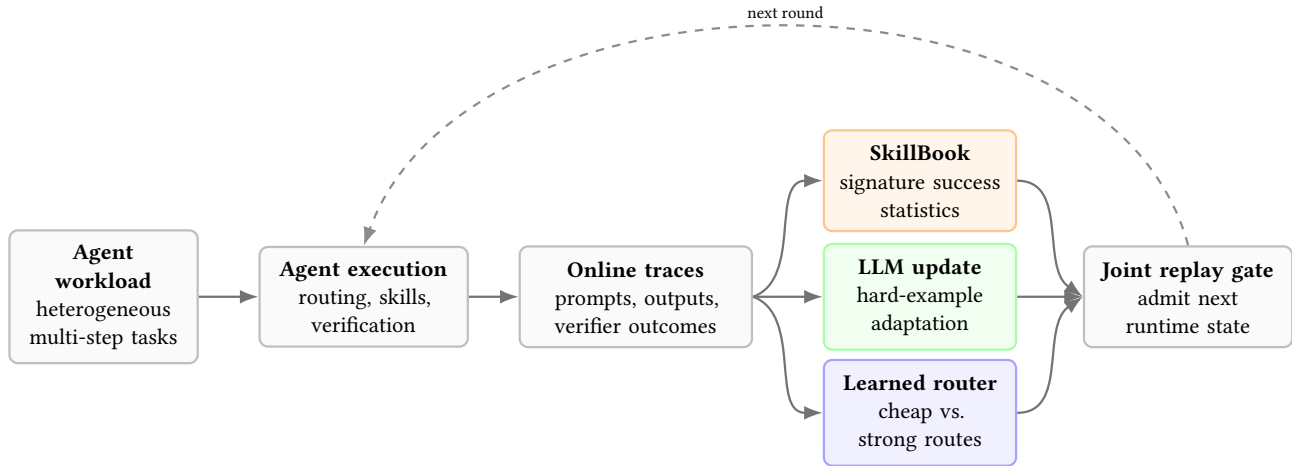 next round
Agent
workload
heterogeneous
multi-step tasks
Agent execution
routing, skills,
verification
Online traces
prompts, outputs,
verifier outcomes
SkillBook
signature success
statistics
LLM update
hard-example
adaptation
Learned router
cheap vs.
strong routes
Joint replay gate
admit next
runtime state